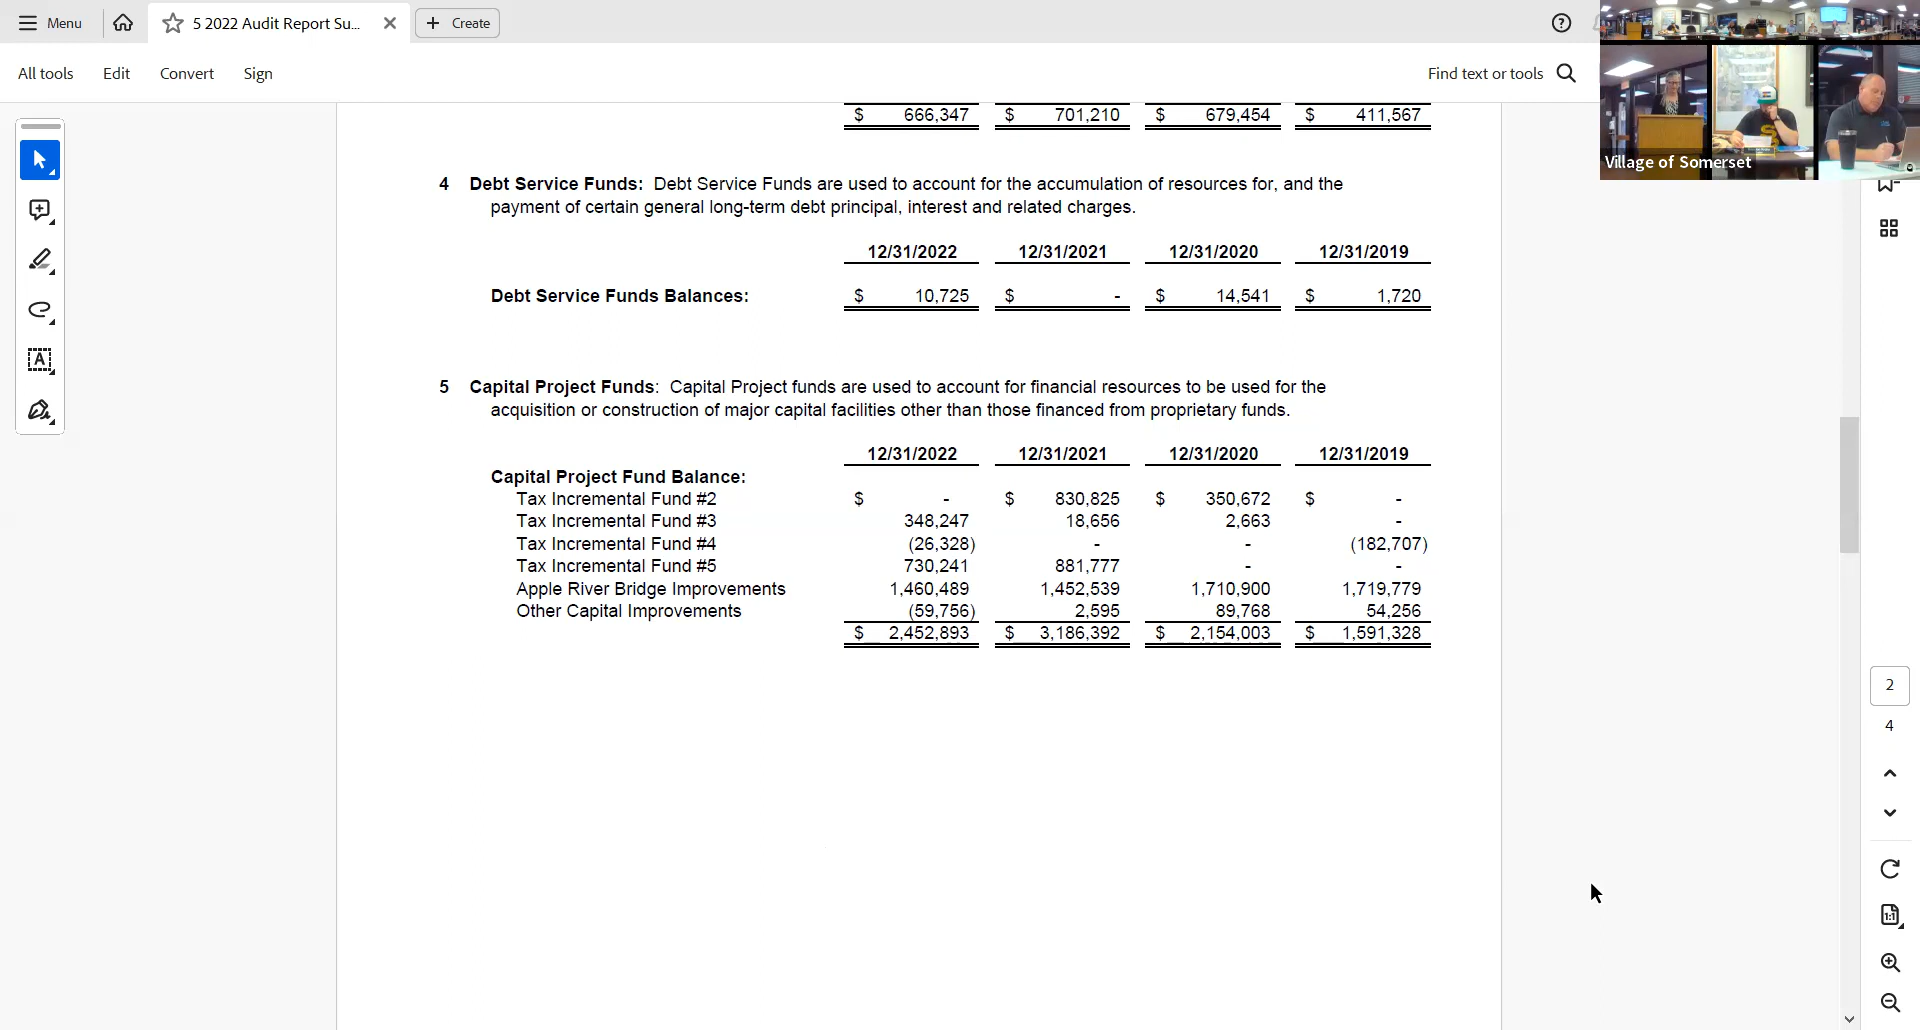 Menu
5 2022 Audit Report Su...
Create
All tools
Edit
Convert
Sign
Find text or tools
Village of Somerset
$ 666,347 $ 701,210 $ 679,454 $ 411,567
4 Debt Service Funds: Debt Service Funds are used to account for the accumulation of resources for, and the
payment of certain general long-term debt principal, interest and related charges.
12/31/2022 12/31/2021 12/31/2020 12/31/2019
Debt Service Funds Balances: $ 10,725 $ - $ 14,541 $ 1,720
5 Capital Project Funds: Capital Project funds are used to account for financial resources to be used for the
acquisition or construction of major capital facilities other than those financed from proprietary funds.
12/31/2022 12/31/2021 12/31/2020 12/31/2019
Capital Project Fund Balance:
Tax Incremental Fund #2 $ - $ 830,825 $ 350,672 $ -
Tax Incremental Fund #3 348,247 18,656 2,663 -
Tax Incremental Fund #4 (26,328) - - (182,707)
Tax Incremental Fund #5 730,241 881,777 - -
Apple River Bridge Improvements 1,460,489 1,452,539 1,710,900 1,719,779
Other Capital Improvements (59,756) 2,595 89,768 54,256
$ 2,452,893 $ 3,186,392 $ 2,154,003 $ 1,591,328
2
4